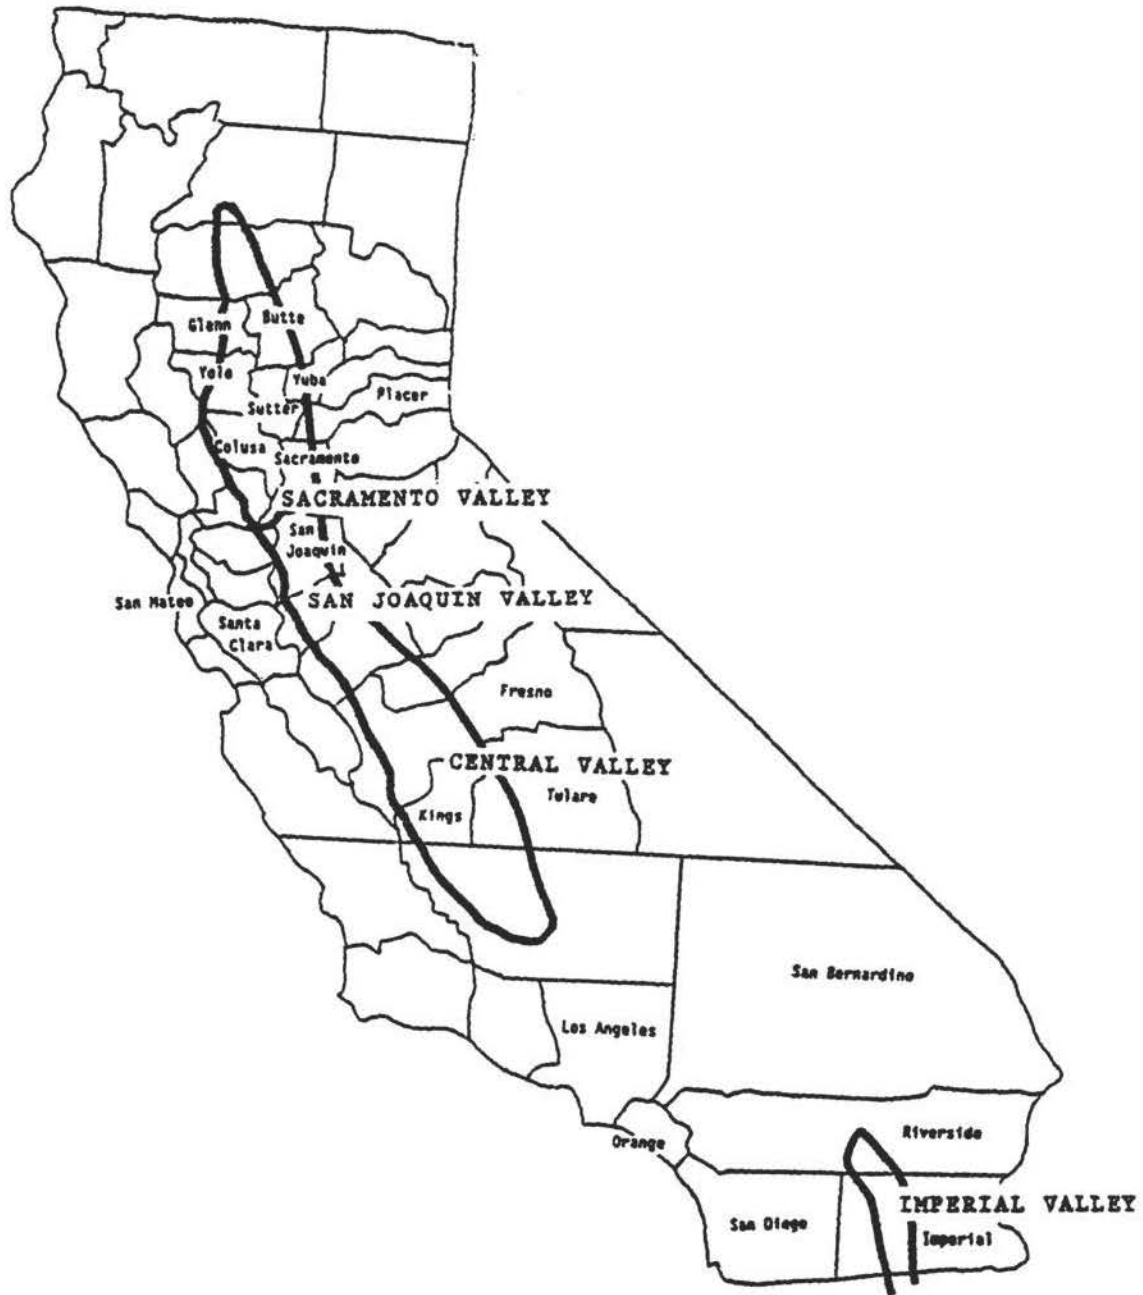 Glenn
Butte
Yolo
Yuba
Placer
Sutter
Colusa
Sacramento
SACRAMENTO VALLEY
San
Joaquin
SAN JOAQUIN VALLEY
San Mateo
Santa
Clara
Fresno
CENTRAL VALLEY
Tulare
Kings
San Bernardino
Los Angeles
Riverside
Orange
IMPERIAL VALLEY
San Diego
Imperial